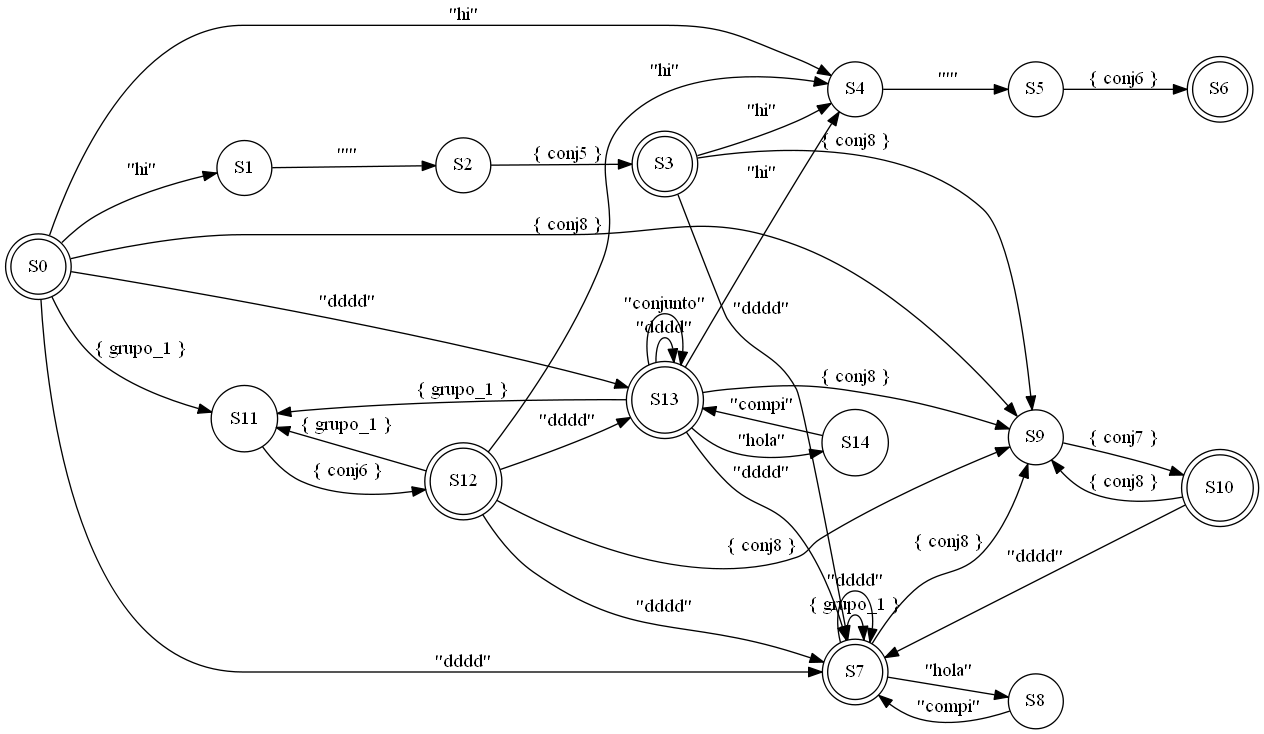 "hi"
"hi"
S4
"""
S5
{ conj6 }
S6
"hi"
{ conj8 }
"hi"
S1
"""
S2
{ conj5 }
S3
"hi"
{ conj8 }
S0
"dddd"
"conjunto"
"dddd"
"dddd"
{ grupo_1 }
{ conj8 }
{ grupo_1 }
S13
"compi"
S11
{ grupo_1 }
"dddd"
"hola"
S14
S9
{ conj7 }
{ conj6 }
S12
"dddd"
{ conj8 }
S10
{ conj8 }
{ conj8 }
"dddd"
"dddd"
{ grupo_1 }
"dddd"
"dddd"
S7
"hola"
S8
"compi"